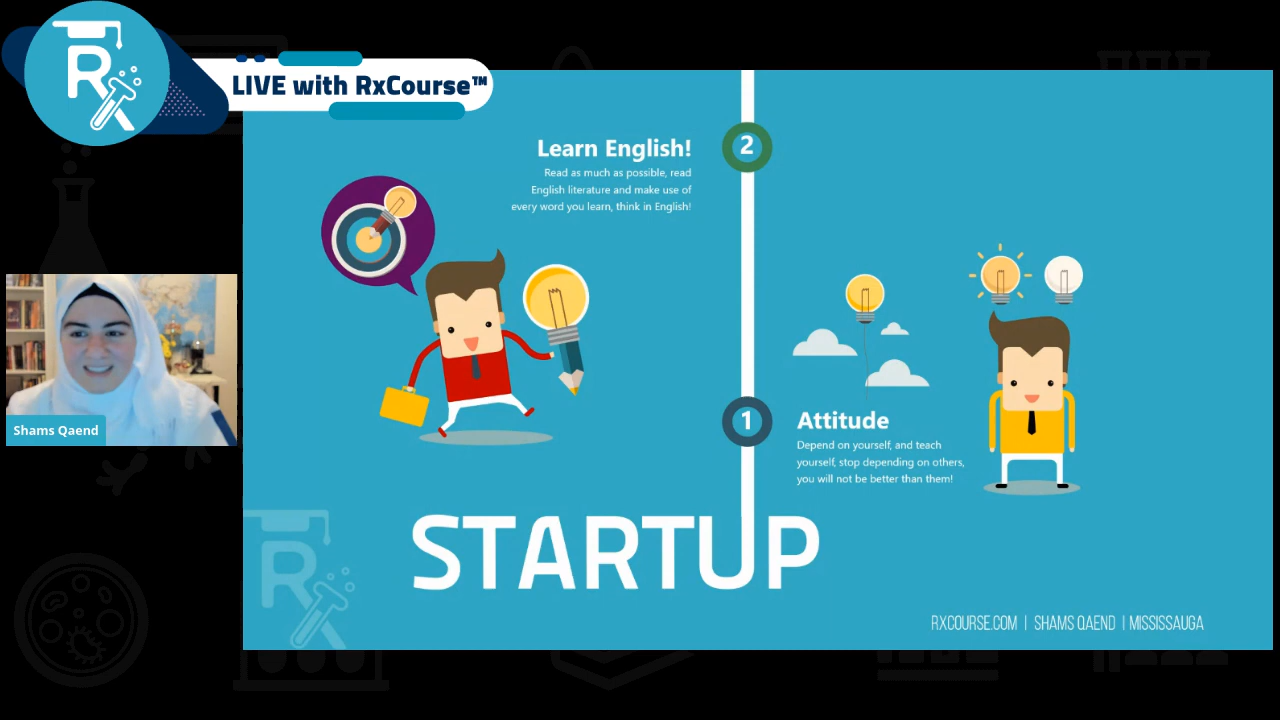 Rx
LIVE with RxCourse™
Learn English!
Read as much as possible, read
English literature and make use of
every word you learn, think in English!
2
1
Attitude
Depend on yourself, and teach
yourself, stop depending on others,
you will not be better than them!
Shams Qaend
STARTUP
Rx
RXCOURSE.COM | SHAMS QAEND | MISSISSAUGA